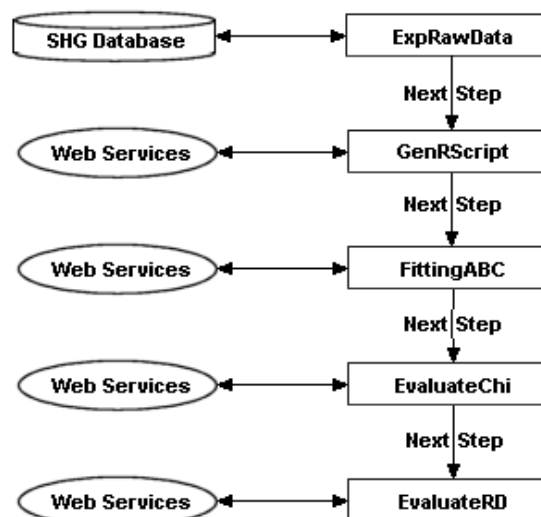 SHG Database
ExpRawData
Next Step
Web Services
GenRScript
Next Step
Web Services
FittingABC
Next Step
Web Services
EvaluateChi
Next Step
Web Services
EvaluateRD